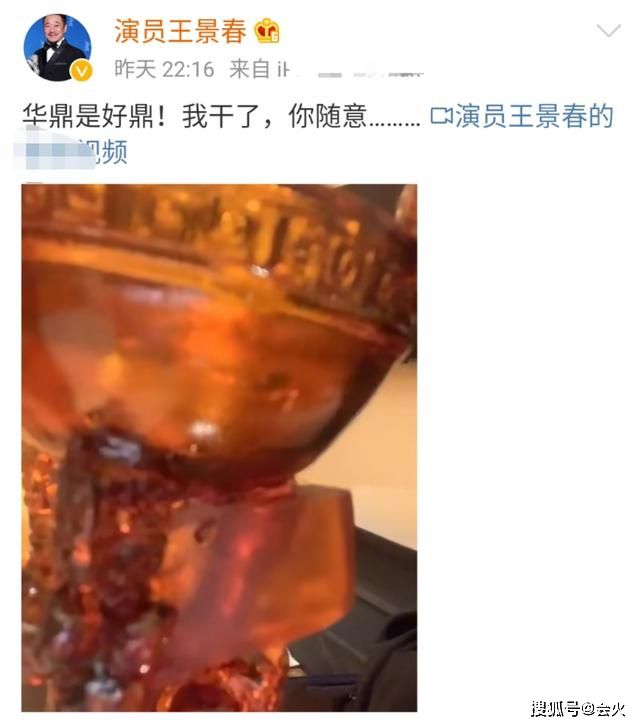 演员王景春
昨天 22:16 来自
华鼎是好鼎！我干了，你随意……… 演员王景春的
视频
搜狐号@会火